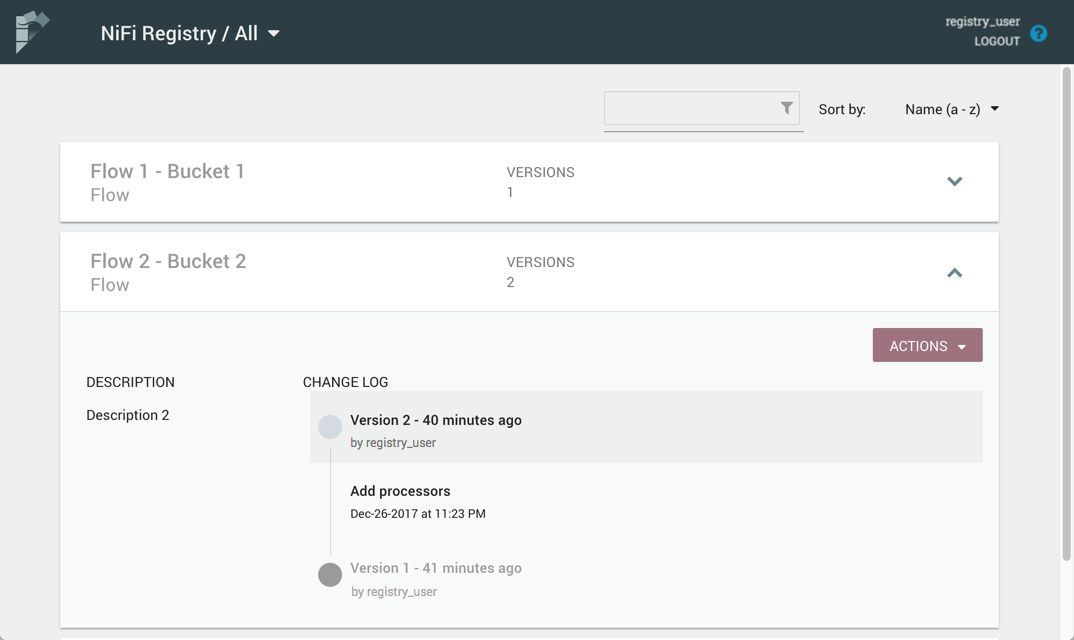 NiFi Registry / All
registry_user
LOGOUT
?
Sort by: Name (a - z)
Flow 1 - Bucket 1
Flow
VERSIONS
1
Flow 2 - Bucket 2
Flow
VERSIONS
2
ACTIONS
DESCRIPTION
Description 2
CHANGE LOG
Version 2 - 40 minutes ago
by registry_user
Add processors
Dec-26-2017 at 11:23 PM
Version 1 - 41 minutes ago
by registry_user